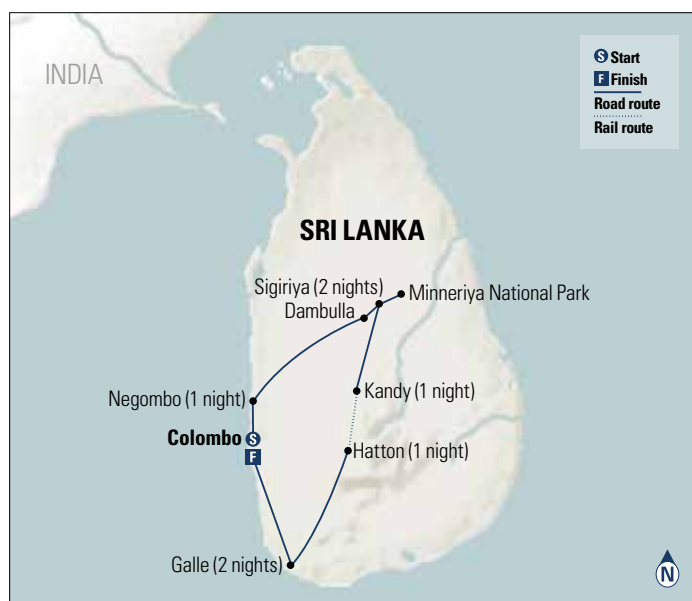 INDIA
S Start
F Finish
Road route
Rail route
SRI LANKA
Sigiriya (2 nights)
Minneriya National Park
Dambulla
Negombo (1 night)
Kandy (1 night)
Colombo S
F
Hatton (1 night)
Galle (2 nights)
N